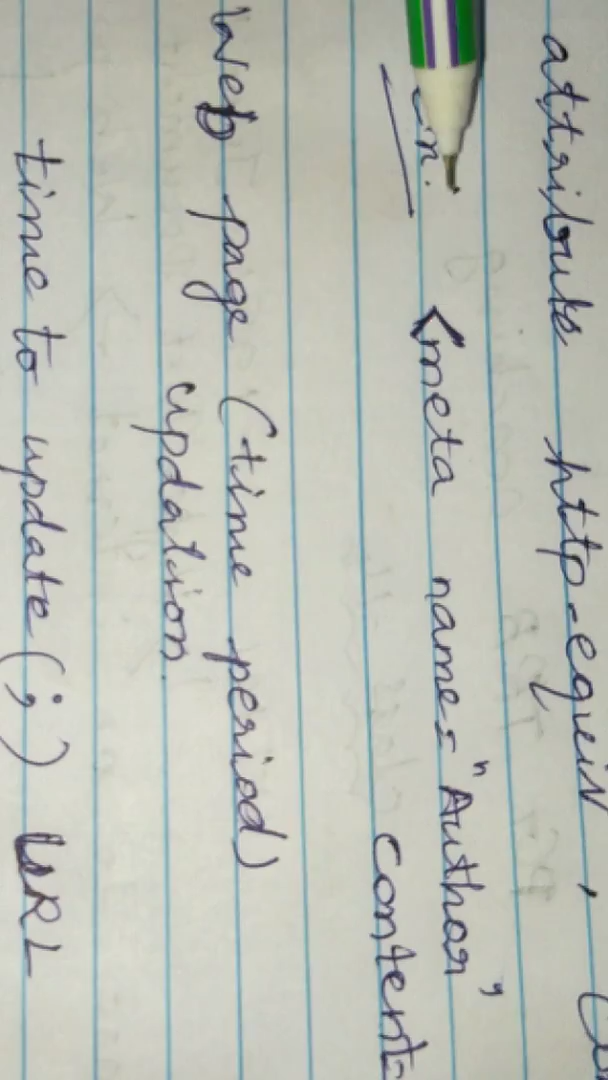 attribute http-equiv,
<meta name="Author"
content=
Web page (time period)
updation.
time to update (;) URL